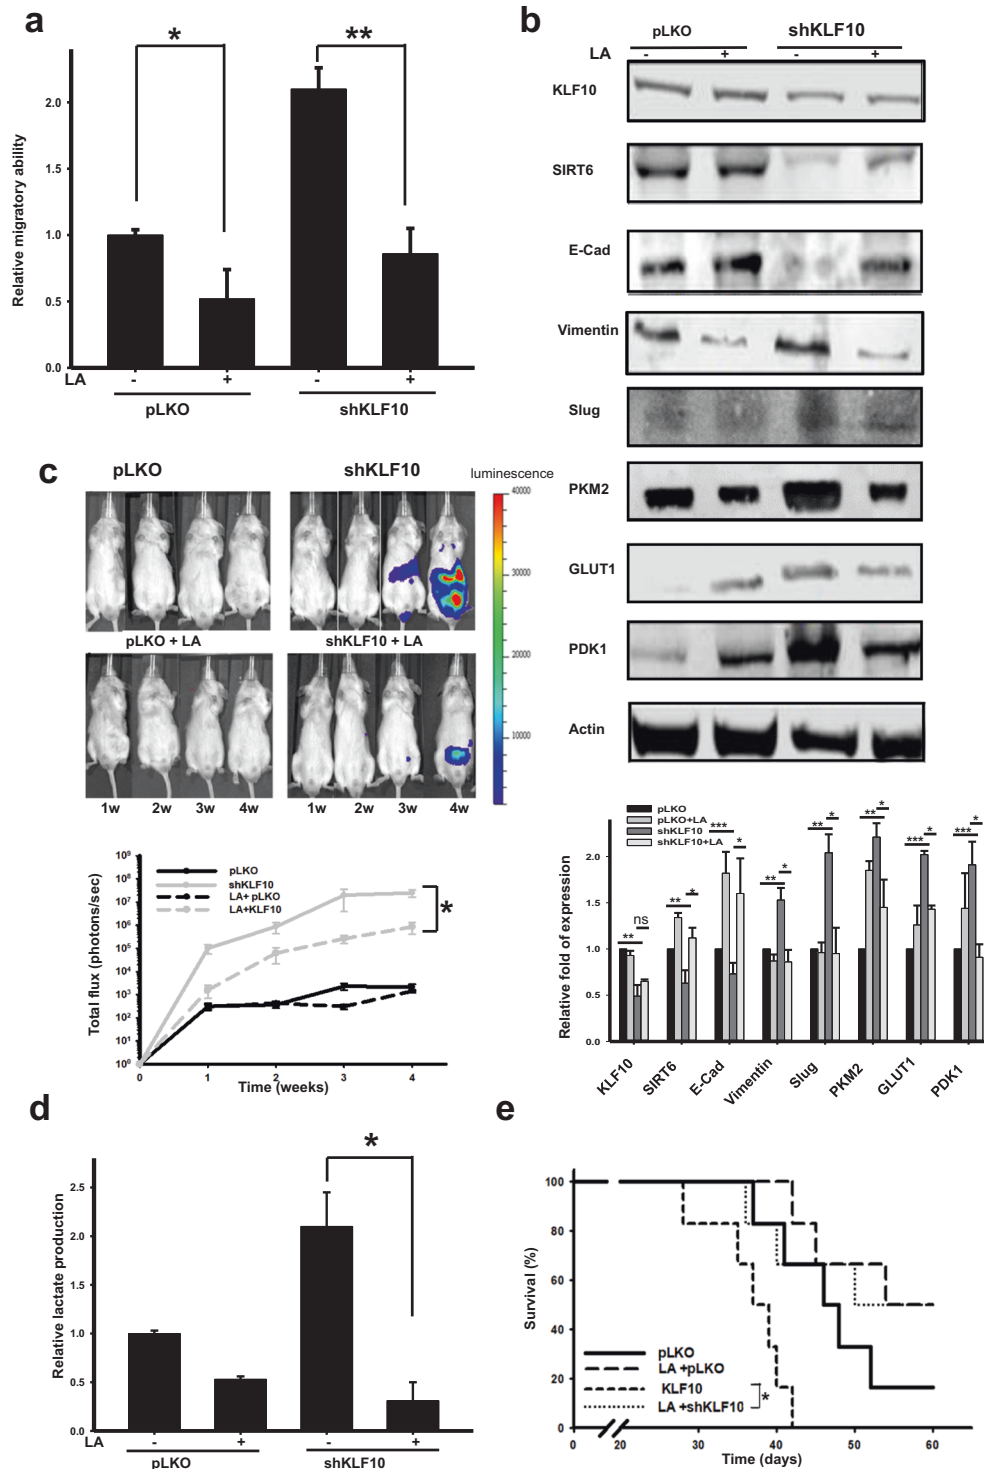 a
*
**
Relative migratory ability
2.0
1.5
1.0
0.5
0.0
LA - + - +
pLKO shKLF10
b
pLKO shKLF10
LA - + - +
KLF10
SIRT6
E-Cad
Vimentin
Slug
PKM2
GLUT1
PDK1
Actin
pLKO
pLKO+LA
shKLF10
shKLF10+LA
Relative fold of expression
2.0
1.5
1.0
0.5
0.0
** ns
** *
*** *
** *
** *
** *
*** *
*** *
KLF10 SIRT6 E-Cad Vimentin Slug PKM2 GLUT1 PDK1
c
pLKO shKLF10 luminescence
40000
30000
20000
10000
pLKO + LA shKLF10 + LA
1w 2w 3w 4w 1w 2w 3w 4w
Total flux (photons/sec)
10⁹
10⁸
10⁷
10⁶
10⁵
10⁴
10³
10²
10¹
10⁰
pLKO
shKLF10
LA+ pLKO
LA+KLF10
*
0 1 2 3 4
Time (weeks)
d
*
Relative lactate production
2.5
2.0
1.5
1.0
0.5
0.0
LA - + - +
pLKO shKLF10
e
Survival (%)
100
80
60
40
20
0
pLKO
LA +pLKO
KLF10
LA +shKLF10
*
0 20 30 40 50 60
Time (days)